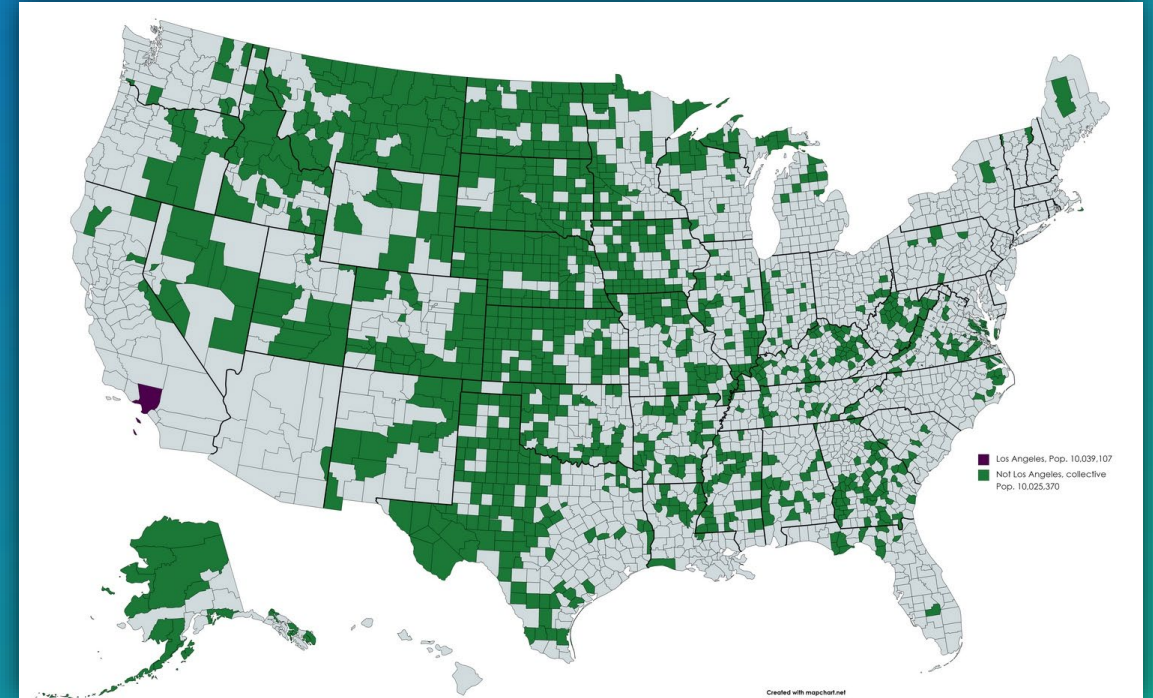 Los Angeles, Pop. 10,039,107
Not Los Angeles, collective
Pop. 10,025,370
Created with mapchart.net